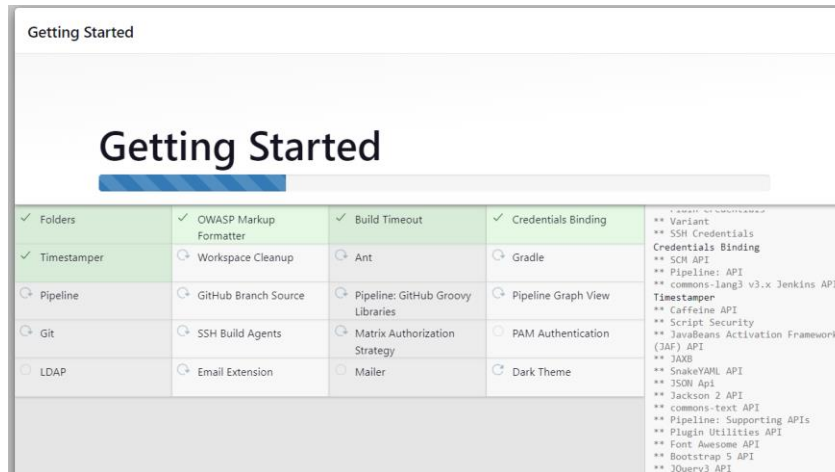 Getting Started
Getting Started
Folders
OWASP Markup
Formatter
Build Timeout
Credentials Binding
Timestamper
Workspace Cleanup
Ant
Gradle
Pipeline
GitHub Branch Source
Pipeline: GitHub Groovy
Libraries
Pipeline Graph View
Git
SSH Build Agents
Matrix Authorization
Strategy
PAM Authentication
LDAP
Email Extension
Mailer
Dark Theme
** Variant
** SSH Credentials
Credentials Binding
** SCM API
** Pipeline: API
** commons-lang3 v3.x Jenkins API
Timestamper
** Caffeine API
** Script Security
** JavaBeans Activation Framework
(JAF) API
** JAXB
** SnakeYAML API
** JSON Api
** Jackson 2 API
** commons-text API
** Pipeline: Supporting APIs
** Plugin Utilities API
** Font Awesome API
** Bootstrap 5 API
** JQuery3 API